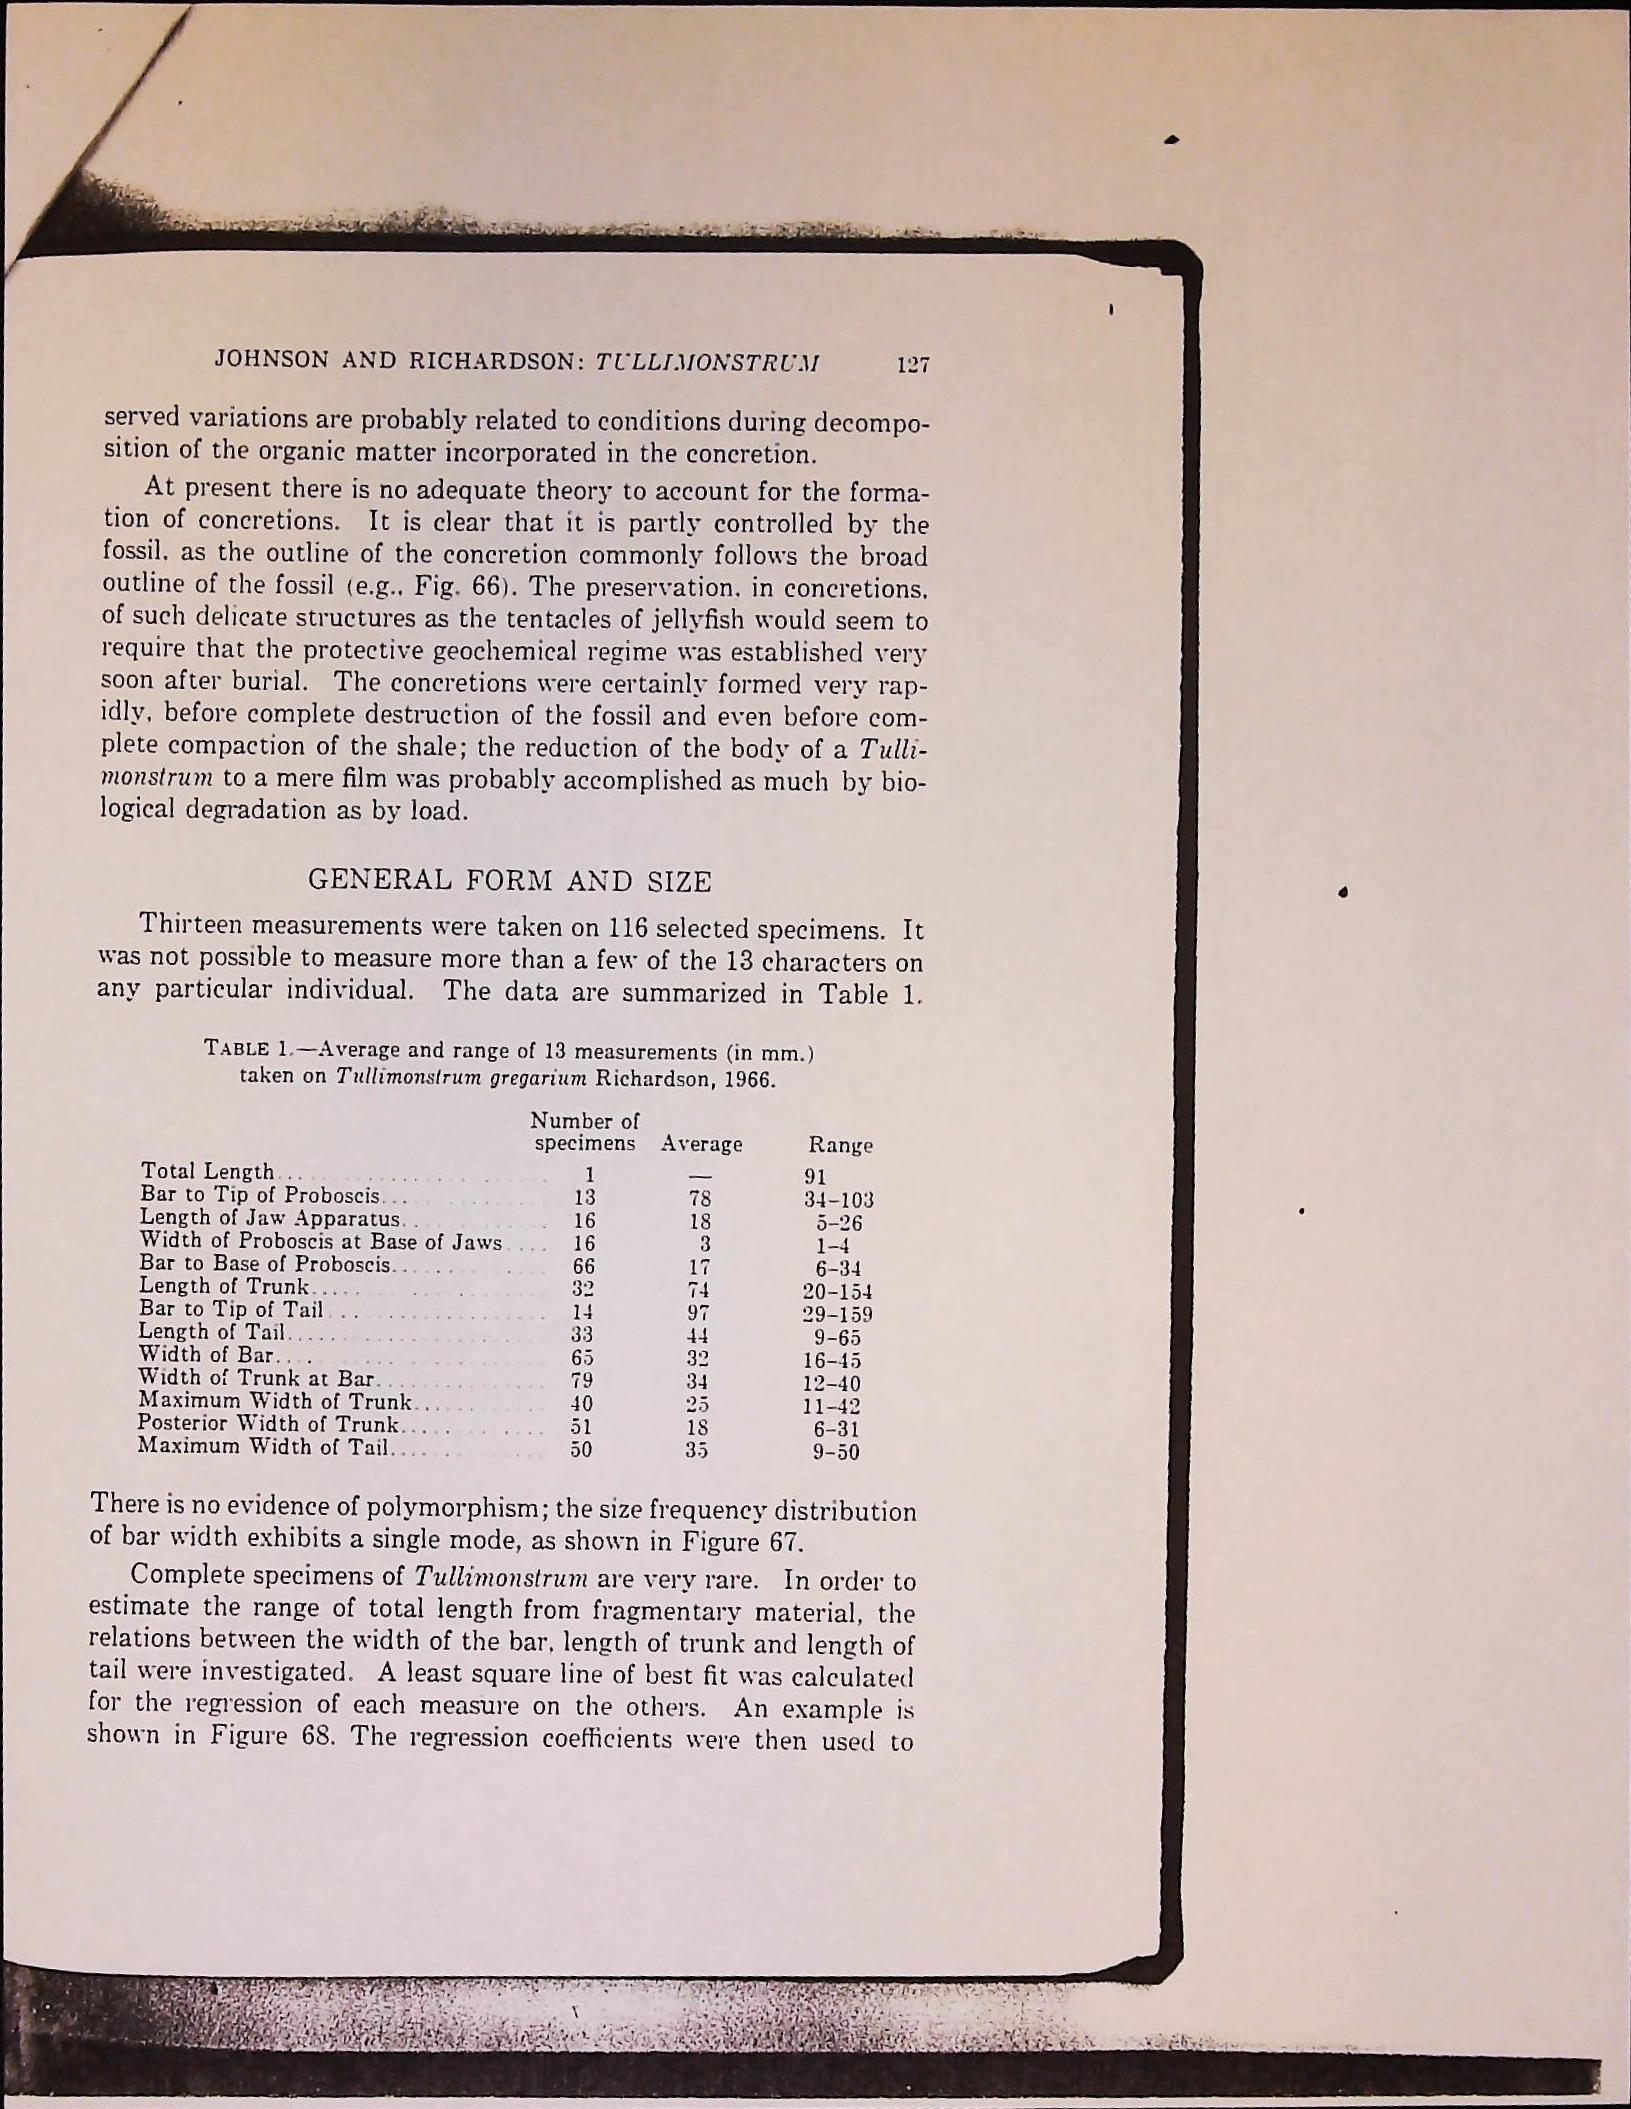 JOHNSON AND RICHARDSON: TULLIMONSTRUM 127
served variations are probably related to conditions during decompo-
sition of the organic matter incorporated in the concretion.
At present there is no adequate theory to account for the forma-
tion of concretions. It is clear that it is partly controlled by the
fossil, as the outline of the concretion commonly follows the broad
outline of the fossil (e.g., Fig. 66). The preservation, in concretions,
of such delicate structures as the tentacles of jellyfish would seem to
require that the protective geochemical regime was established very
soon after burial. The concretions were certainly formed very rap-
idly, before complete destruction of the fossil and even before com-
plete compaction of the shale; the reduction of the body of a Tulli-
monstrum to a mere film was probably accomplished as much by bio-
logical degradation as by load.
GENERAL FORM AND SIZE
Thirteen measurements were taken on 116 selected specimens. It
was not possible to measure more than a few of the 13 characters on
any particular individual. The data are summarized in Table 1.
TABLE 1.—Average and range of 13 measurements (in mm.)
taken on Tullimonstrum gregarium Richardson, 1966.
Number of
specimens Average Range
Total Length 1 — 91
Bar to Tip of Proboscis 13 78 34-103
Length of Jaw Apparatus 16 18 5-26
Width of Proboscis at Base of Jaws 16 3 1-4
Bar to Base of Proboscis 66 17 6-34
Length of Trunk 32 74 20-154
Bar to Tip of Tail 14 97 29-159
Length of Tail 33 44 9-65
Width of Bar 65 32 16-45
Width of Trunk at Bar 79 34 12-40
Maximum Width of Trunk 40 25 11-42
Posterior Width of Trunk 51 18 6-31
Maximum Width of Tail 50 35 9-50
There is no evidence of polymorphism; the size frequency distribution
of bar width exhibits a single mode, as shown in Figure 67.
Complete specimens of Tullimonstrum are very rare. In order to
estimate the range of total length from fragmentary material, the
relations between the width of the bar, length of trunk and length of
tail were investigated. A least square line of best fit was calculated
for the regression of each measure on the others. An example is
shown in Figure 68. The regression coefficients were then used to